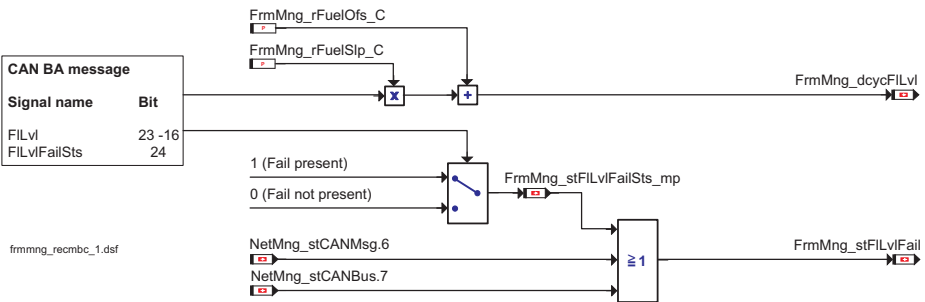 FrmMng_rFuelOfs_C
P
FrmMng_rFuelSlp_C
P
CAN BA message
Signal name Bit
FlLvl 23 -16
FlLvlFailSts 24
x
+
FrmMng_dcycFlLvl
1 (Fail present)
0 (Fail not present)
FrmMng_stFlLvlFailSts_mp
frmmng_recmbc_1.dsf
NetMng_stCANMsg.6
NetMng_stCANBus.7
≧1
FrmMng_stFlLvlFail